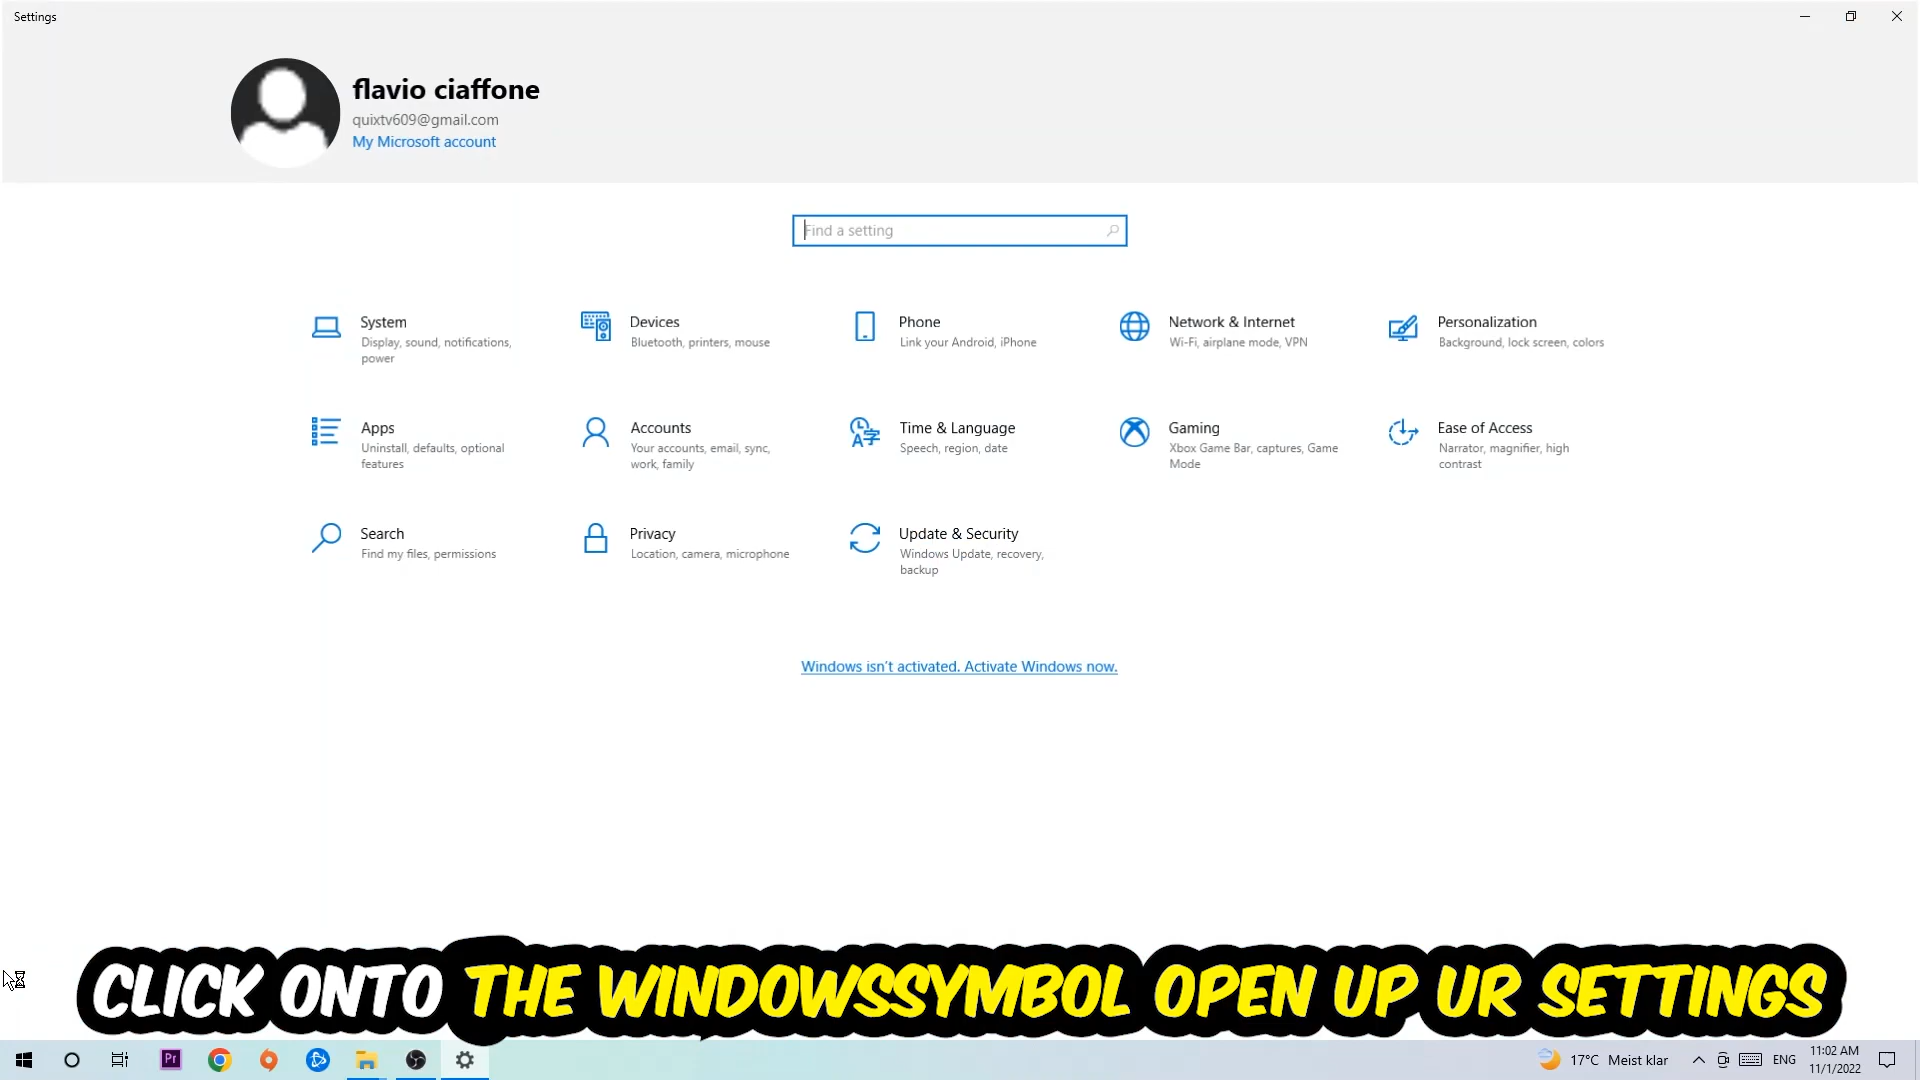 Settings
flavio ciaffone
quixtv609@gmail.com
My Microsoft account
Find a setting
System
Display, sound, notifications,
power
Devices
Bluetooth, printers, mouse
Phone
Link your Android, iPhone
Network & Internet
Wi-Fi, airplane mode, VPN
Personalization
Background, lock screen, colors
Apps
Uninstall, defaults, optional
features
Accounts
Your accounts, email, sync,
work, family
Time & Language
Speech, region, date
Gaming
Xbox Game Bar, captures, Game
Mode
Ease of Access
Narrator, magnifier, high
contrast
Search
Find my files, permissions
Privacy
Location, camera, microphone
Update & Security
Windows Update, recovery,
backup
Windows isn't activated. Activate Windows now.
CLICK ONTO THE WINDOWSSYMBOL OPEN UP UR SETTINGS
Pr
17°C Meist klar
ENG
11:02 AM
11/1/2022